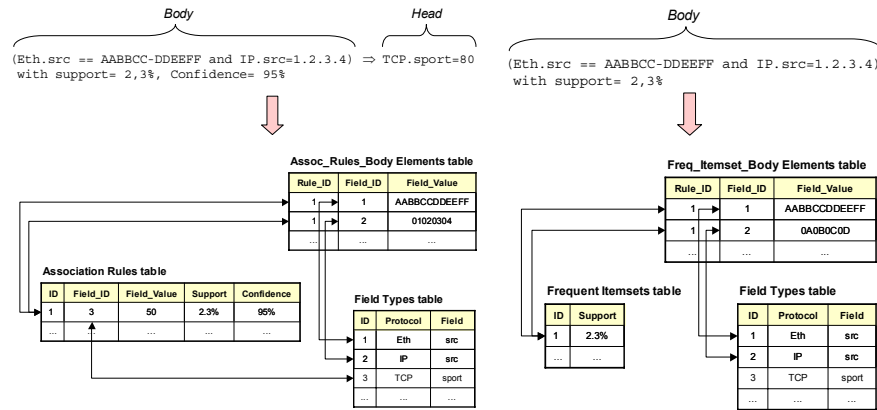 Body
Head
(Eth.src == AABBCC-DDEEFF and IP.src=1.2.3.4) ⇒ TCP.sport=80
with support= 2,3%, Confidence= 95%
Assoc_Rules_Body Elements table
Rule_ID Field_ID Field_Value
1 1 AABBCCDDEEFF
1 2 01020304
... ... ...
Association Rules table
ID Field_ID Field_Value Support Confidence
1 3 50 2.3% 95%
... ... ... ... ...
Field Types table
ID Protocol Field
1 Eth src
2 IP src
3 TCP sport
... ... ...
Body
(Eth.src == AABBCC-DDEEFF and IP.src=1.2.3.4)
with support= 2,3%
Freq_Itemset_Body Elements table
Rule_ID Field_ID Field_Value
1 1 AABBCCDDEEFF
1 2 0A0B0C0D
... ... ...
Frequent Itemsets table
ID Support
1 2.3%
... ...
Field Types table
ID Protocol Field
1 Eth src
2 IP src
3 TCP sport
... ... ...